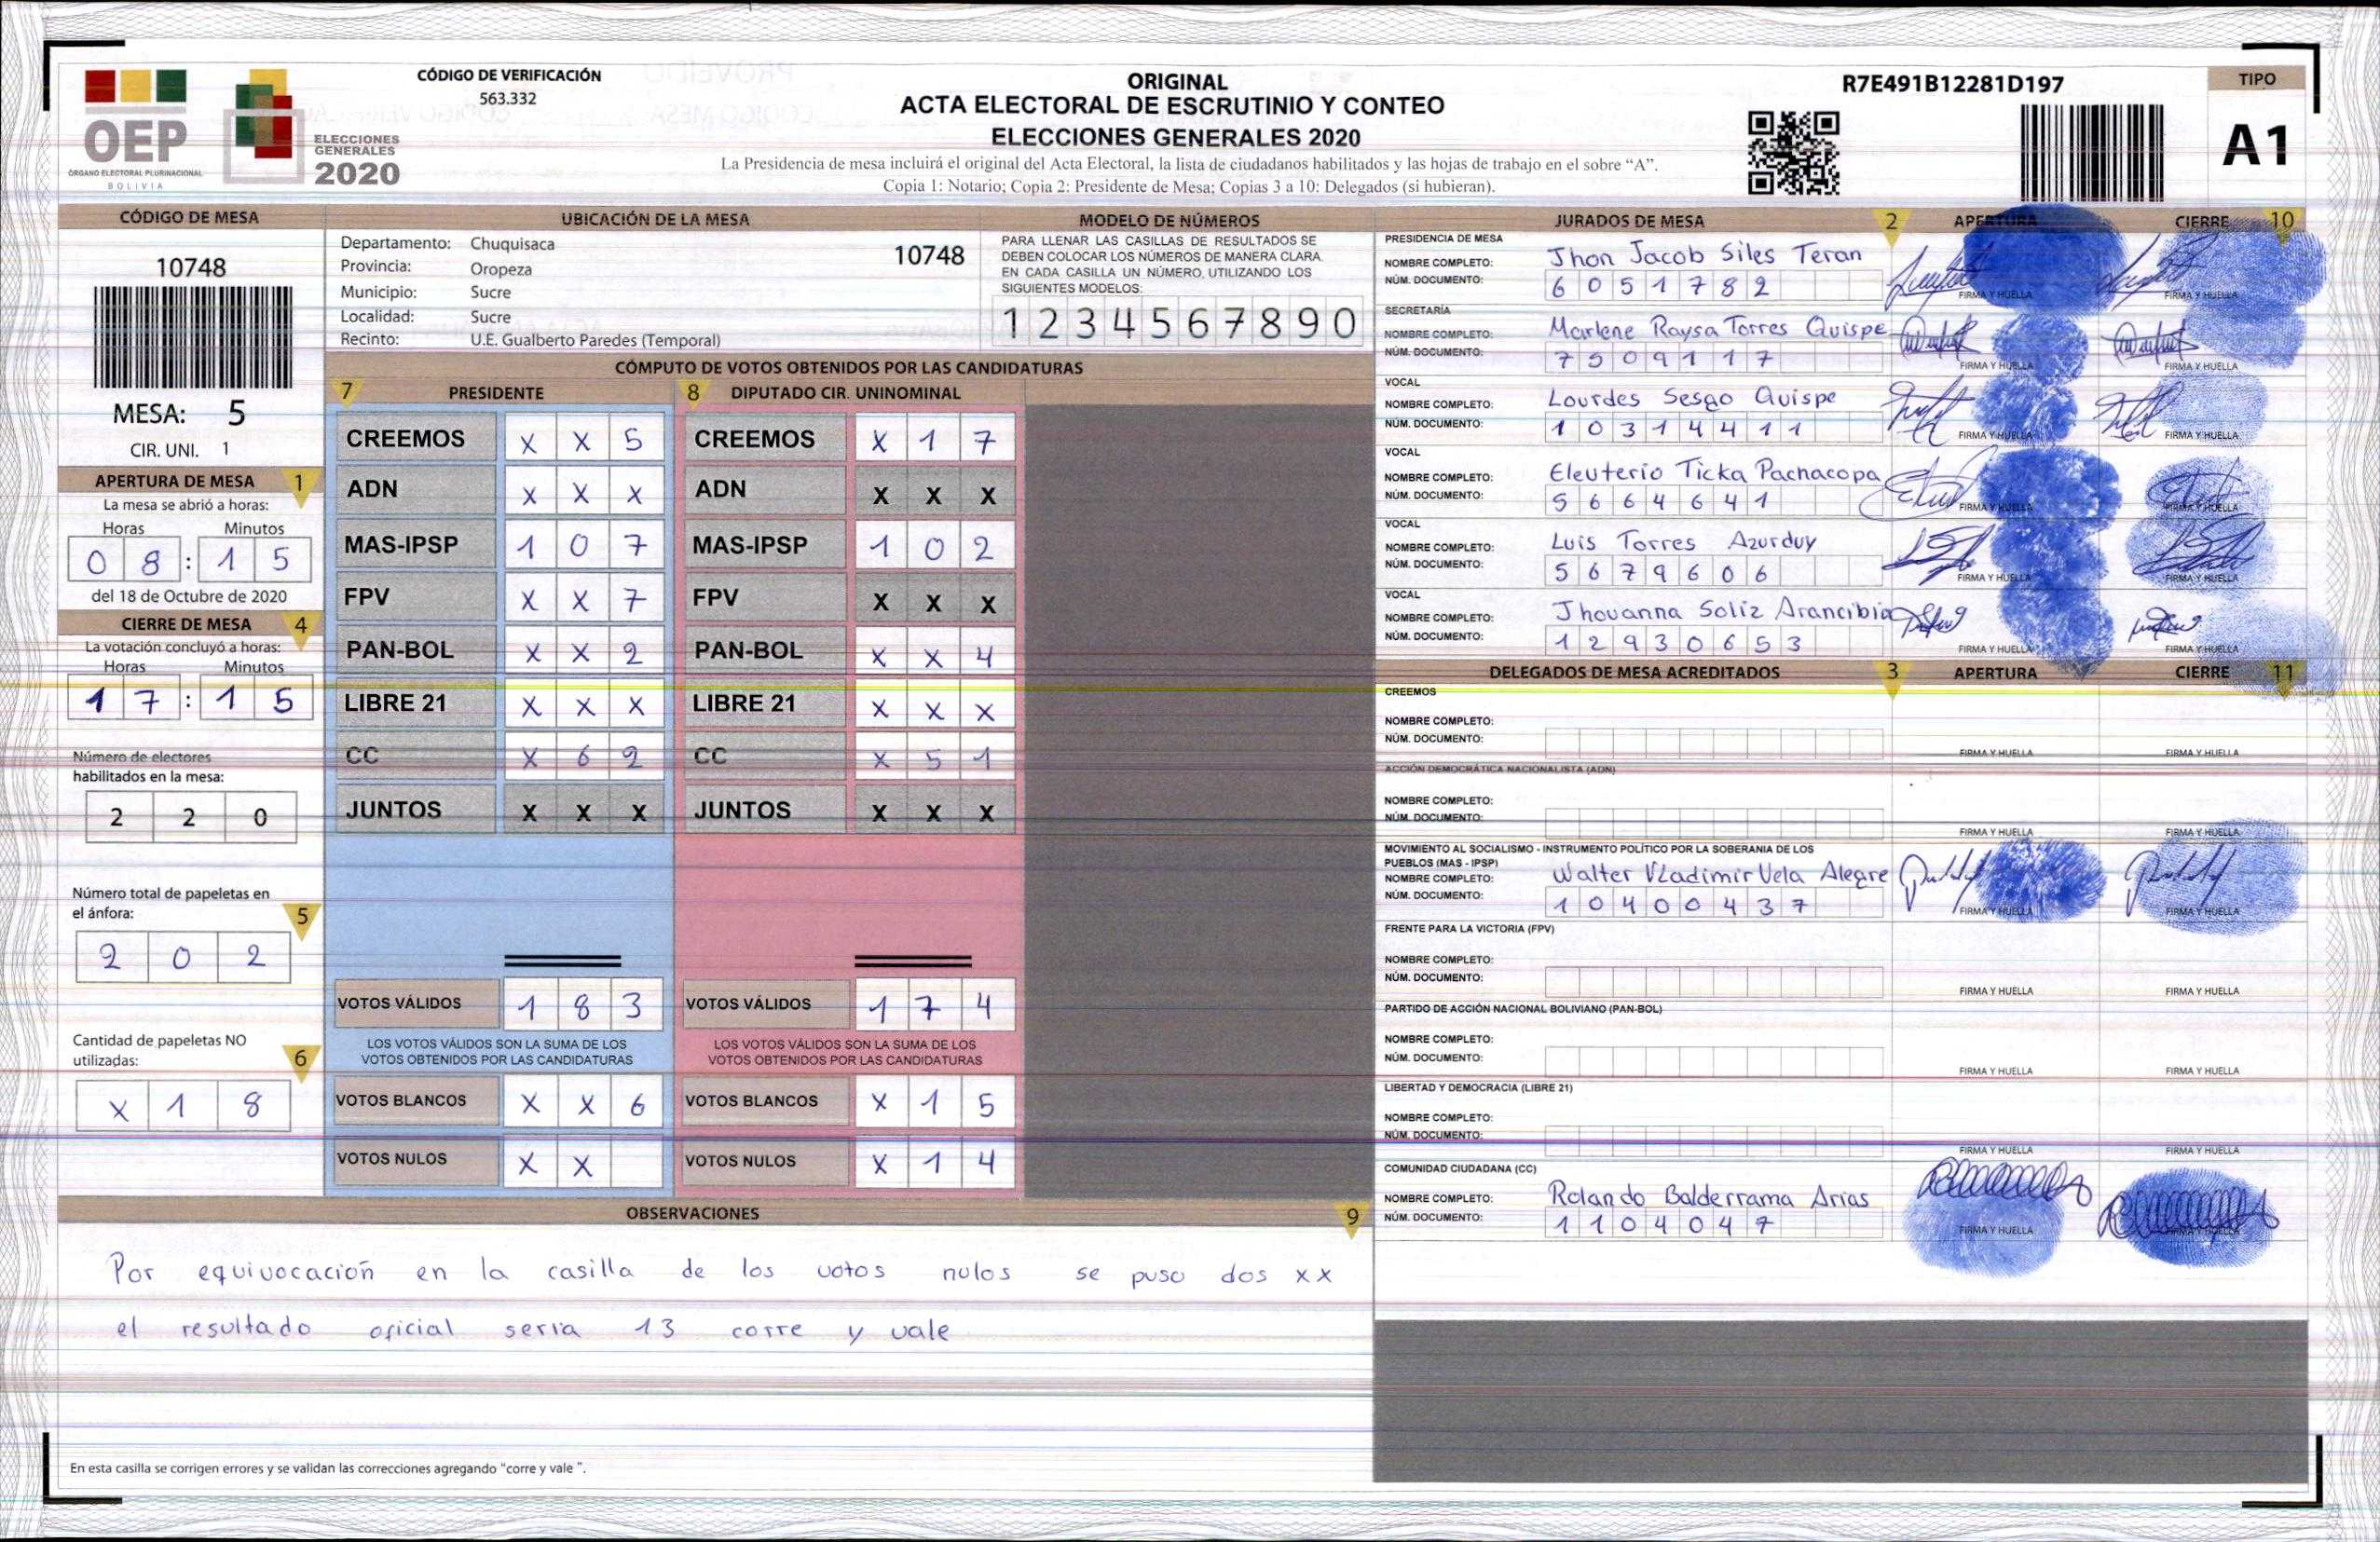 OEP
ÓRGANO ELECTORAL PLURINACIONAL
BOLIVIA
ELECCIONES
GENERALES
2020
CÓDIGO DE VERIFICACIÓN
563.332
ORIGINAL
ACTA ELECTORAL DE ESCRUTINIO Y CONTEO
ELECCIONES GENERALES 2020
La Presidencia de mesa incluirá el original del Acta Electoral, la lista de ciudadanos habilitados y las hojas de trabajo en el sobre “A”.
Copia 1: Notario; Copia 2: Presidente de Mesa; Copias 3 a 10: Delegados (si hubieran).
R7E491B12281D197
TIPO
A1
CÓDIGO DE MESA
10748
MESA: 5
CIR. UNI. 1
APERTURA DE MESA 1
La mesa se abrió a horas:
Horas Minutos
0 8 : 1 5
del 18 de Octubre de 2020
CIERRE DE MESA 4
La votación concluyó a horas:
Horas Minutos
1 7 : 1 5
Número de electores
habilitados en la mesa:
2 2 0
Número total de papeletas en
el ánfora: 5
2 0 2
Cantidad de papeletas NO
utilizadas: 6
X 1 8
UBICACIÓN DE LA MESA
Departamento: Chuquisaca 10748
Provincia: Oropeza
Municipio: Sucre
Localidad: Sucre
Recinto: U.E. Gualberto Paredes (Temporal)
MODELO DE NÚMEROS
PARA LLENAR LAS CASILLAS DE RESULTADOS SE
DEBEN COLOCAR LOS NÚMEROS DE MANERA CLARA.
EN CADA CASILLA UN NÚMERO, UTILIZANDO LOS
SIGUIENTES MODELOS:
1 2 3 4 5 6 7 8 9 0
CÓMPUTO DE VOTOS OBTENIDOS POR LAS CANDIDATURAS
7 PRESIDENTE 8 DIPUTADO CIR. UNINOMINAL
CREEMOS X X 5 CREEMOS X 1 7
ADN X X X ADN X X X
MAS-IPSP 1 0 7 MAS-IPSP 1 0 2
FPV X X 7 FPV X X X
PAN-BOL X X 2 PAN-BOL X X 4
LIBRE 21 X X X LIBRE 21 X X X
CC X 6 2 CC X 5 1
JUNTOS X X X JUNTOS X X X
VOTOS VÁLIDOS 1 8 3 VOTOS VÁLIDOS 1 7 4
LOS VOTOS VÁLIDOS SON LA SUMA DE LOS LOS VOTOS VÁLIDOS SON LA SUMA DE LOS
VOTOS OBTENIDOS POR LAS CANDIDATURAS VOTOS OBTENIDOS POR LAS CANDIDATURAS
VOTOS BLANCOS X X 6 VOTOS BLANCOS X 1 5
VOTOS NULOS X X VOTOS NULOS X 1 4
OBSERVACIONES 9
Por equivocación en la casilla de los votos nulos se puso dos x x
el resultado oficial seria 13 corre y vale
En esta casilla se corrigen errores y se validan las correcciones agregando “corre y vale ”.
JURADOS DE MESA 2 APERTURA CIERRE 10
PRESIDENCIA DE MESA
NOMBRE COMPLETO: Jhon Jacob Siles Teran
NÚM. DOCUMENTO: 6 0 5 1 7 8 2
FIRMA Y HUELLA FIRMA Y HUELLA
SECRETARÍA
NOMBRE COMPLETO: Marlene Raysa Torres Quispe
NÚM. DOCUMENTO: 7 5 0 9 1 1 7
FIRMA Y HUELLA FIRMA Y HUELLA
VOCAL
NOMBRE COMPLETO: Lourdes Sesgo Quispe
NÚM. DOCUMENTO: 1 0 3 1 4 4 1 1
FIRMA Y HUELLA FIRMA Y HUELLA
VOCAL
NOMBRE COMPLETO: Eleuterio Ticka Pachacopa
NÚM. DOCUMENTO: 5 6 6 4 6 4 1
FIRMA Y HUELLA FIRMA Y HUELLA
VOCAL
NOMBRE COMPLETO: Luis Torres Azurduy
NÚM. DOCUMENTO: 5 6 7 9 6 0 6
FIRMA Y HUELLA FIRMA Y HUELLA
VOCAL
NOMBRE COMPLETO: Jhovanna Soliz Arancibia
NÚM. DOCUMENTO: 1 2 9 3 0 6 5 3
FIRMA Y HUELLA FIRMA Y HUELLA
DELEGADOS DE MESA ACREDITADOS 3 APERTURA CIERRE 11
CREEMOS
NOMBRE COMPLETO:
NÚM. DOCUMENTO:
FIRMA Y HUELLA FIRMA Y HUELLA
ACCIÓN DEMOCRÁTICA NACIONALISTA (ADN)
NOMBRE COMPLETO:
NÚM. DOCUMENTO:
FIRMA Y HUELLA FIRMA Y HUELLA
MOVIMIENTO AL SOCIALISMO - INSTRUMENTO POLÍTICO POR LA SOBERANIA DE LOS
PUEBLOS (MAS - IPSP)
NOMBRE COMPLETO: Walter Vladimir Vela Alegre
NÚM. DOCUMENTO: 1 0 4 0 0 4 3 7
FIRMA Y HUELLA FIRMA Y HUELLA
FRENTE PARA LA VICTORIA (FPV)
NOMBRE COMPLETO:
NÚM. DOCUMENTO:
FIRMA Y HUELLA FIRMA Y HUELLA
PARTIDO DE ACCIÓN NACIONAL BOLIVIANO (PAN-BOL)
NOMBRE COMPLETO:
NÚM. DOCUMENTO:
FIRMA Y HUELLA FIRMA Y HUELLA
LIBERTAD Y DEMOCRACIA (LIBRE 21)
NOMBRE COMPLETO:
NÚM. DOCUMENTO:
FIRMA Y HUELLA FIRMA Y HUELLA
COMUNIDAD CIUDADANA (CC)
NOMBRE COMPLETO: Rolando Balderrama Arias
NÚM. DOCUMENTO: 1 1 0 4 0 4 7
FIRMA Y HUELLA FIRMA Y HUELLA